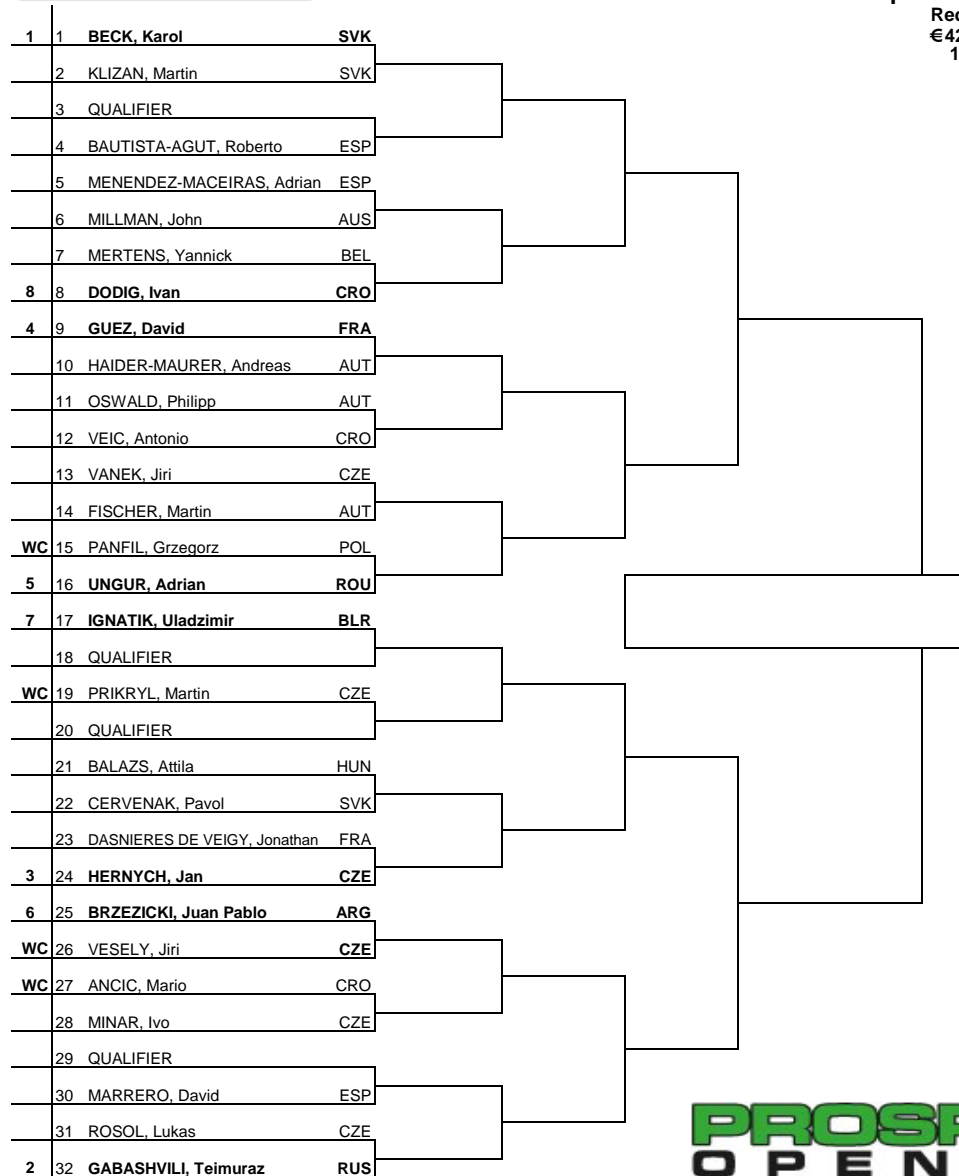 Rec
€42
1
1 1 BECK, Karol SVK
2 KLIZAN, Martin SVK
3 QUALIFIER
4 BAUTISTA-AGUT, Roberto ESP
5 MENENDEZ-MACEIRAS, Adrian ESP
6 MILLMAN, John AUS
7 MERTENS, Yannick BEL
8 8 DODIG, Ivan CRO
4 9 GUEZ, David FRA
10 HAIDER-MAURER, Andreas AUT
11 OSWALD, Philipp AUT
12 VEIC, Antonio CRO
13 VANEK, Jiri CZE
14 FISCHER, Martin AUT
WC 15 PANFIL, Grzegorz POL
5 16 UNGUR, Adrian ROU
7 17 IGNATIK, Uladzimir BLR
18 QUALIFIER
WC 19 PRIKRYL, Martin CZE
20 QUALIFIER
21 BALAZS, Attila HUN
22 CERVENAK, Pavol SVK
23 DASNIERES DE VEIGY, Jonathan FRA
3 24 HERNYCH, Jan CZE
6 25 BRZEZICKI, Juan Pablo ARG
WC 26 VESELY, Jiri CZE
WC 27 ANCIC, Mario CRO
28 MINAR, Ivo CZE
29 QUALIFIER
30 MARRERO, David ESP
31 ROSOL, Lukas CZE
2 32 GABASHVILI, Teimuraz RUS
PROSP
OPEN